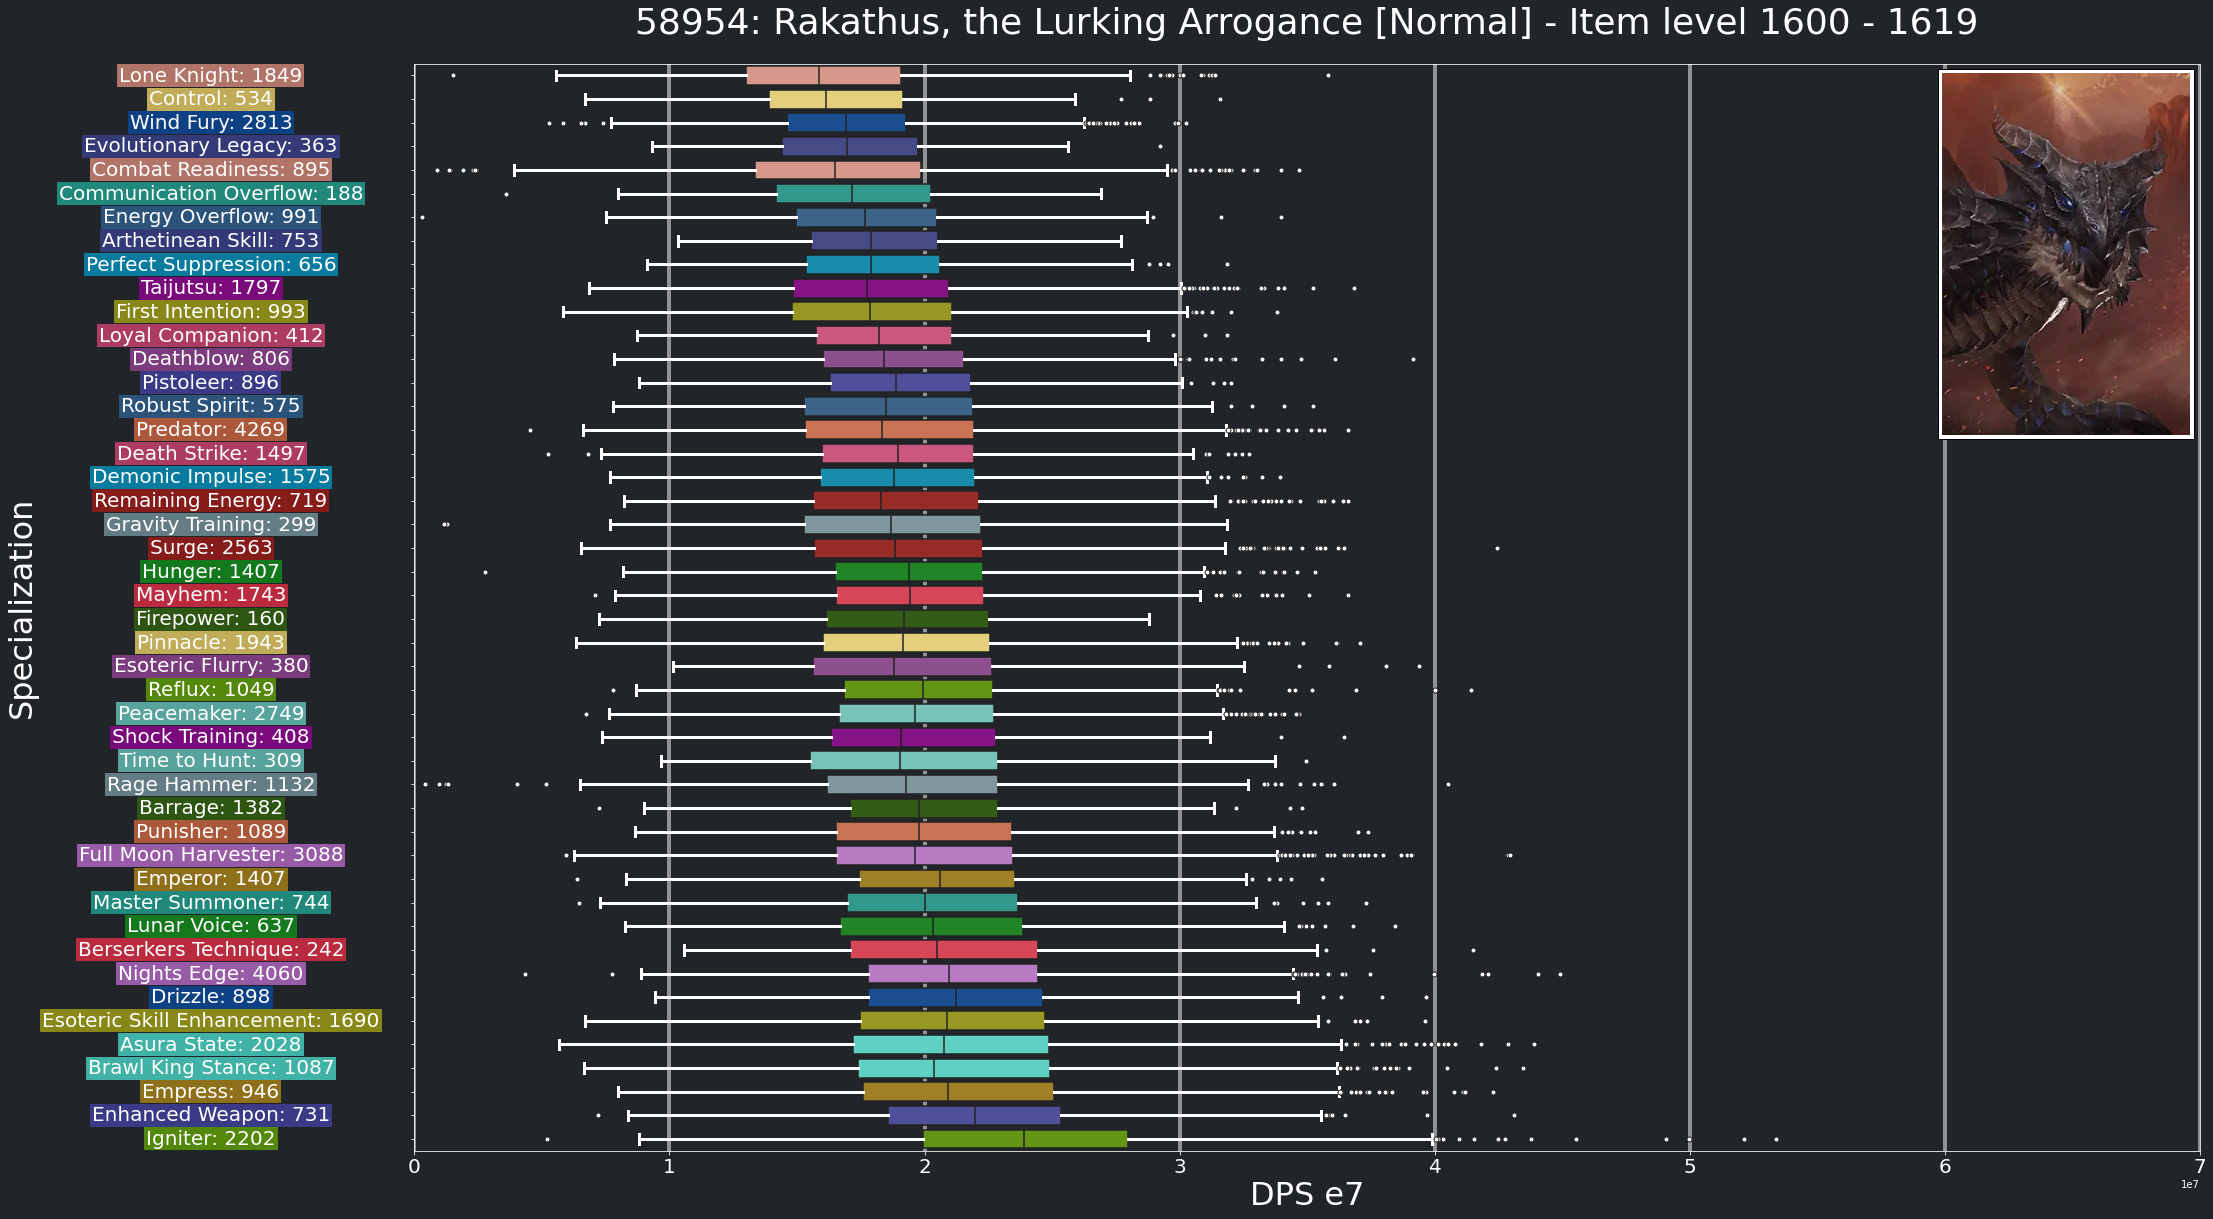 58954: Rakathus, the Lurking Arrogance [Normal] - Item level 1600 - 1619
Specialization
Lone Knight: 1849
Control: 534
Wind Fury: 2813
Evolutionary Legacy: 363
Combat Readiness: 895
Communication Overflow: 188
Energy Overflow: 991
Arthetinean Skill: 753
Perfect Suppression: 656
Taijutsu: 1797
First Intention: 993
Loyal Companion: 412
Deathblow: 806
Pistoleer: 896
Robust Spirit: 575
Predator: 4269
Death Strike: 1497
Demonic Impulse: 1575
Remaining Energy: 719
Gravity Training: 299
Surge: 2563
Hunger: 1407
Mayhem: 1743
Firepower: 160
Pinnacle: 1943
Esoteric Flurry: 380
Reflux: 1049
Peacemaker: 2749
Shock Training: 408
Time to Hunt: 309
Rage Hammer: 1132
Barrage: 1382
Punisher: 1089
Full Moon Harvester: 3088
Emperor: 1407
Master Summoner: 744
Lunar Voice: 637
Berserkers Technique: 242
Nights Edge: 4060
Drizzle: 898
Esoteric Skill Enhancement: 1690
Asura State: 2028
Brawl King Stance: 1087
Empress: 946
Enhanced Weapon: 731
Igniter: 2202
0 1 2 3 4 5 6 7
1e7
DPS e7